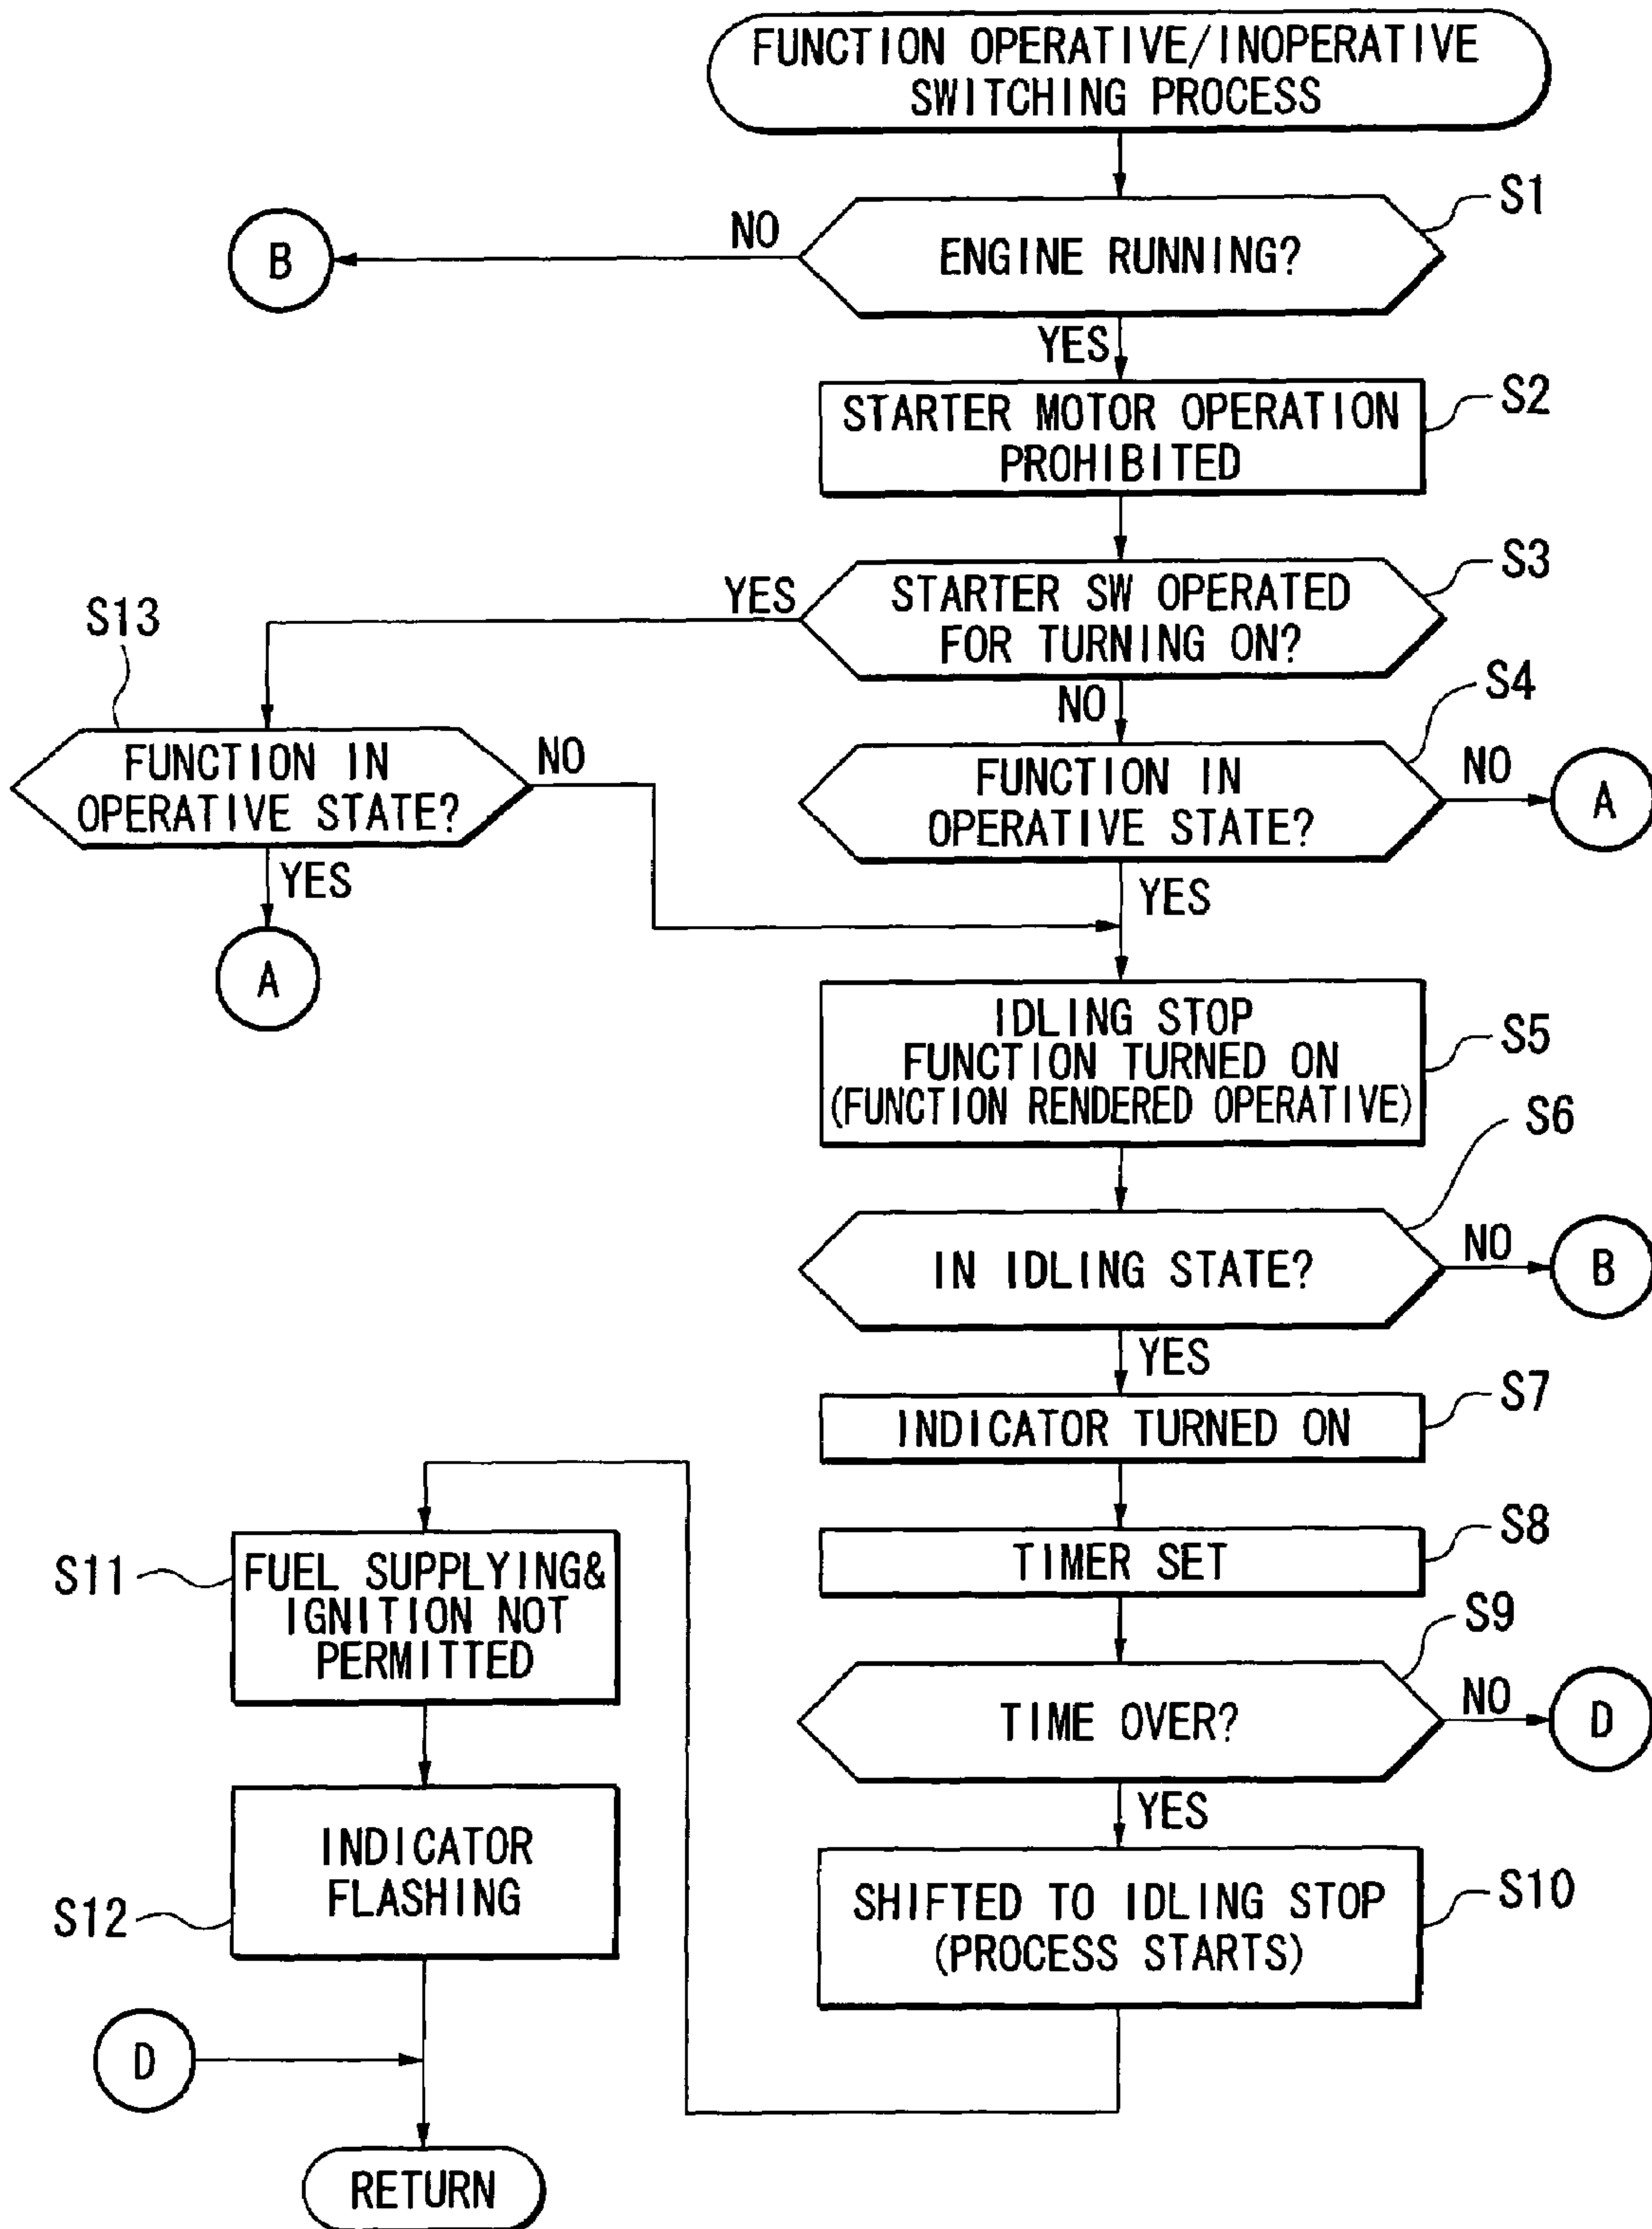 FUNCTION OPERATIVE/INOPERATIVE
SWITCHING PROCESS
S1
NO
B
ENGINE RUNNING?
YES
S2
STARTER MOTOR OPERATION
PROHIBITED
S3
YES
STARTER SW OPERATED
FOR TURNING ON?
S13
NO
S4
FUNCTION IN
OPERATIVE STATE?
NO
FUNCTION IN
OPERATIVE STATE?
NO
A
YES
YES
A
IDLING STOP
FUNCTION TURNED ON
(FUNCTION RENDERED OPERATIVE)
S5
S6
IN IDLING STATE?
NO
B
YES
S7
INDICATOR TURNED ON
S8
TIMER SET
S11
FUEL SUPPLYING&
IGNITION NOT
PERMITTED
S9
TIME OVER?
NO
D
YES
INDICATOR
FLASHING
S12
SHIFTED TO IDLING STOP
(PROCESS STARTS)
S10
D
RETURN